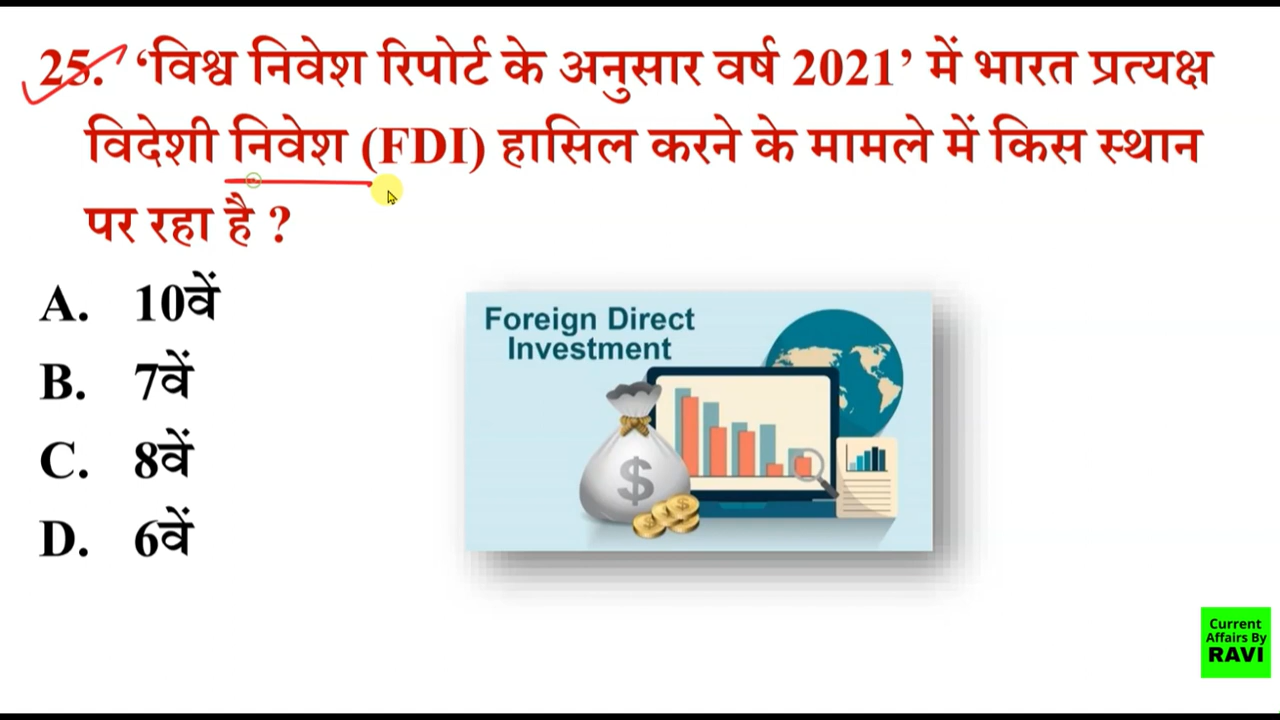 25. ‘विश्व निवेश रिपोर्ट के अनुसार वर्ष 2021’ में भारत प्रत्यक्ष
विदेशी निवेश (FDI) हासिल करने के मामले में किस स्थान
पर रहा है ?
A. 10वें
B. 7वें
C. 8वें
D. 6वें
Foreign Direct
Investment
$
Current
Affairs By
RAVI